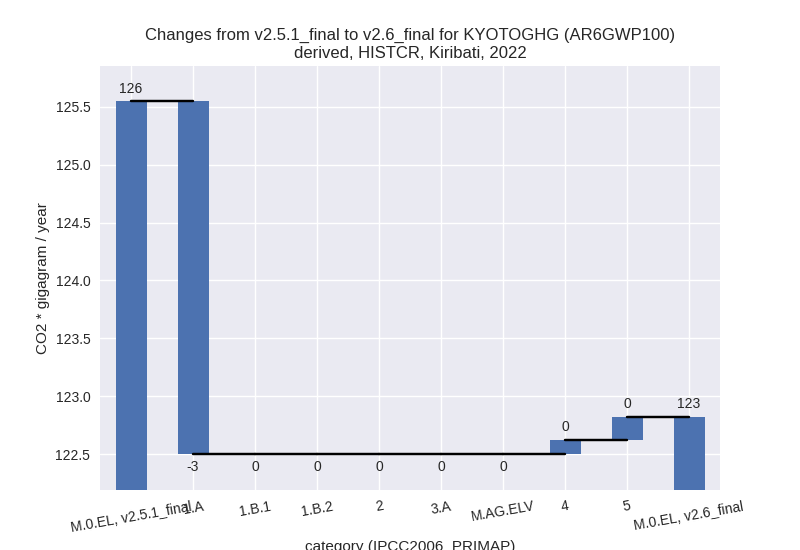 Changes from v2.5.1_final to v2.6_final for KYOTOGHG (AR6GWP100)
derived, HISTCR, Kiribati, 2022
CO2 * gigagram / year
125.5
125.0
124.5
124.0
123.5
123.0
122.5
126
-3
0
0
0
0
0
0
0
123
M.0.EL, v2.5.1_final
1.A
1.B.1
1.B.2
2
3.A
M.AG.ELV
4
5
M.0.EL, v2.6_final
category (IPCC2006_PRIMAP)